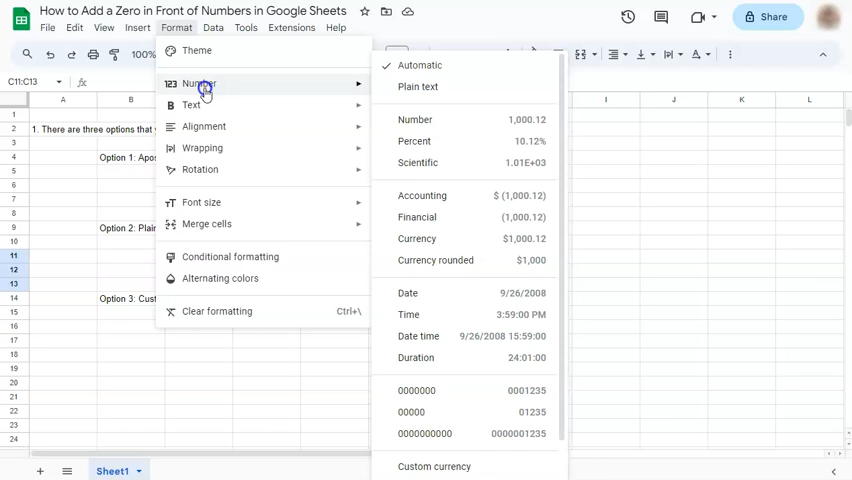 How to Add a Zero in Front of Numbers in Google Sheets
File Edit View Insert Format Data Tools Extensions Help
Share
100%
C11:C13
fx
A B I J K L
1
2 1. There are three options that
3
4 Option 1: Apos
5
6
7
8
9 Option 2: Plain
10
11
12
13
14 Option 3: Cust
15
16
17
18
19
20
21
22
23
24
Theme
123 Number
B Text
Alignment
Wrapping
Rotation
Font size
Merge cells
Conditional formatting
Alternating colors
Clear formatting Ctrl+\
Automatic
Plain text
Number 1,000.12
Percent 10.12%
Scientific 1.01E+03
Accounting $ (1,000.12)
Financial (1,000.12)
Currency $1,000.12
Currency rounded $1,000
Date 9/26/2008
Time 3:59:00 PM
Date time 9/26/2008 15:59:00
Duration 24:01:00
0000000 0001235
00000 01235
0000000000 0000001235
Custom currency
Sheet1